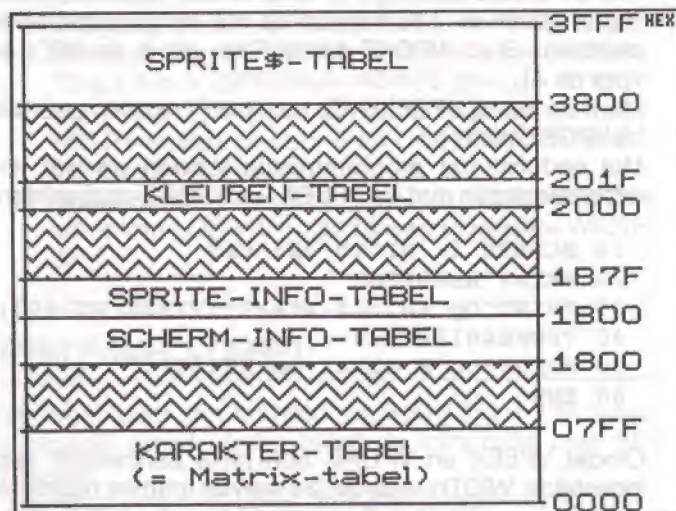 3FFF HEX
SPRITE$-TABEL
3800
201F
KLEUREN-TABEL
2000
1B7F
SPRITE-INFO-TABEL
1B00
SCHERM-INFO-TABEL
1800
07FF
KARAKTER-TABEL
(= Matrix-tabel)
0000